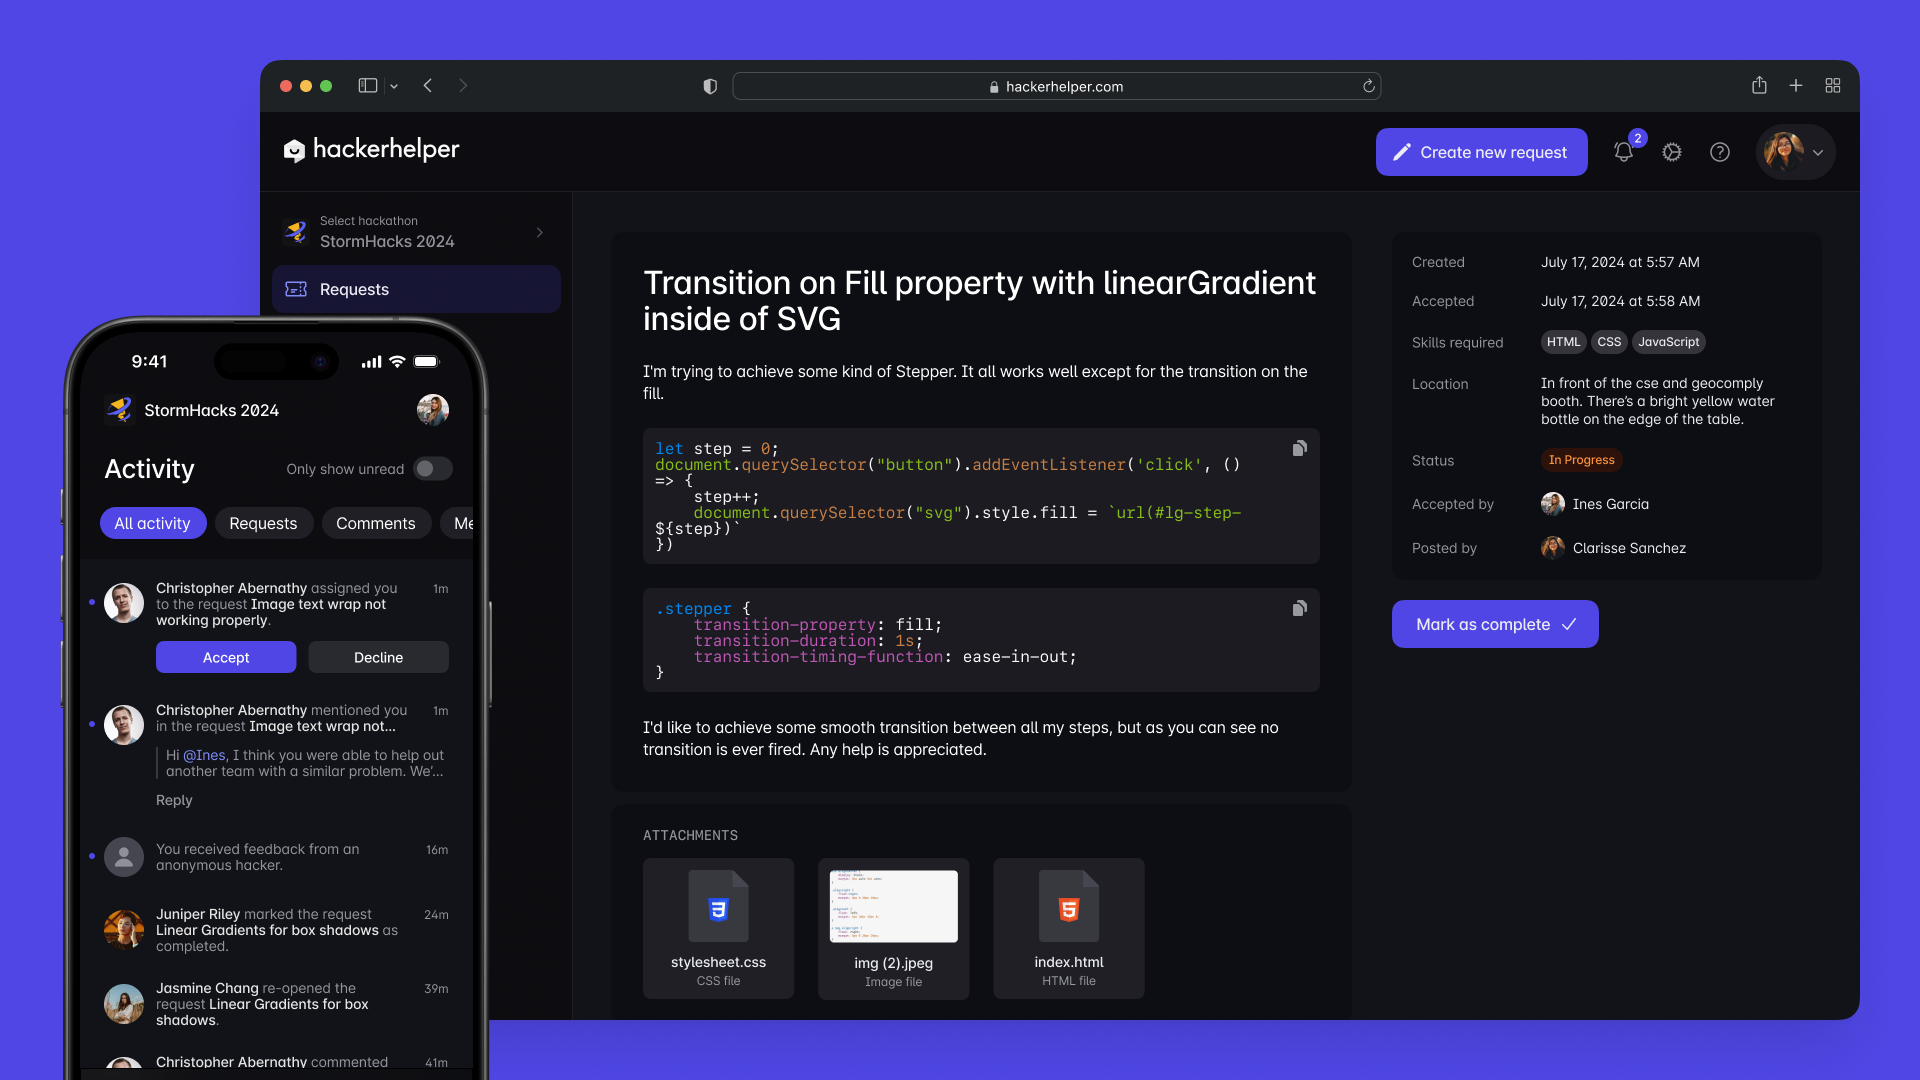 hackerhelper.com
hackerhelper
Create new request
2
Select hackathon
StormHacks 2024
Requests
Transition on Fill property with linearGradient
inside of SVG
I'm trying to achieve some kind of Stepper. It all works well except for the transition on the
fill.
let step = 0;
document.querySelector("button").addEventListener('click', ()
=> {
    step++;
    document.querySelector("svg").style.fill = `url(#lg-step-
${step})`
})
.stepper {
    transition-property: fill;
    transition-duration: 1s;
    transition-timing-function: ease-in-out;
}
I'd like to achieve some smooth transition between all my steps, but as you can see no
transition is ever fired. Any help is appreciated.
ATTACHMENTS
stylesheet.css
CSS file
img (2).jpeg
Image file
index.html
HTML file
Created
July 17, 2024 at 5:57 AM
Accepted
July 17, 2024 at 5:58 AM
Skills required
HTML CSS JavaScript
Location
In front of the cse and geocomply
booth. There's a bright yellow water
bottle on the edge of the table.
Status
In Progress
Accepted by
Ines Garcia
Posted by
Clarisse Sanchez
Mark as complete
9:41
StormHacks 2024
Activity
Only show unread
All activity
Requests
Comments
Me
Christopher Abernathy assigned you 1m
to the request Image text wrap not
working properly.
Accept
Decline
Christopher Abernathy mentioned you 1m
in the request Image text wrap not...
Hi @Ines, I think you were able to help out
another team with a similar problem. We'...
Reply
You received feedback from an 16m
anonymous hacker.
Juniper Riley marked the request 24m
Linear Gradients for box shadows as
completed.
Jasmine Chang re-opened the 39m
request Linear Gradients for box
shadows.
Christopher Abernathy commented 41m